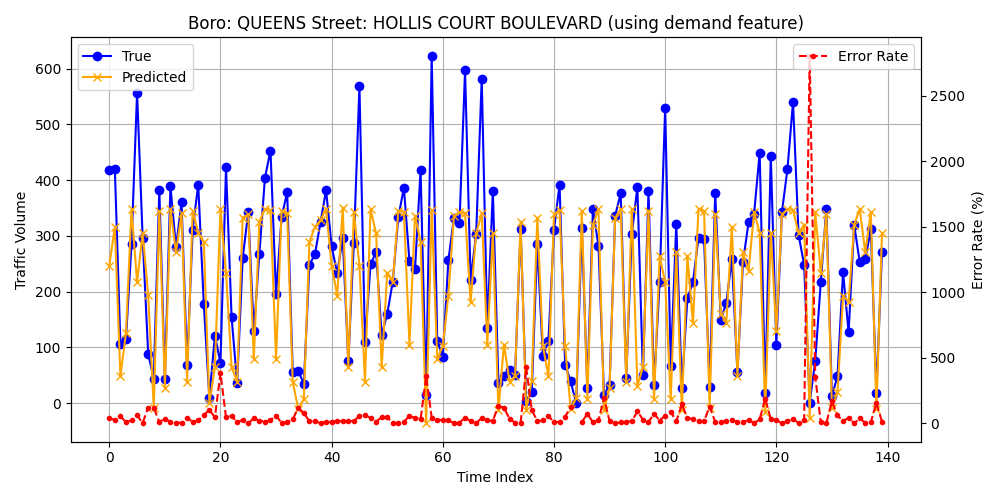 Boro: QUEENS Street: HOLLIS COURT BOULEVARD (using demand feature)
True
Predicted
Error Rate
600
500
400
300
200
100
0
Traffic Volume
2500
2000
1500
1000
500
0
Error Rate (%)
0 20 40 60 80 100 120 140
Time Index